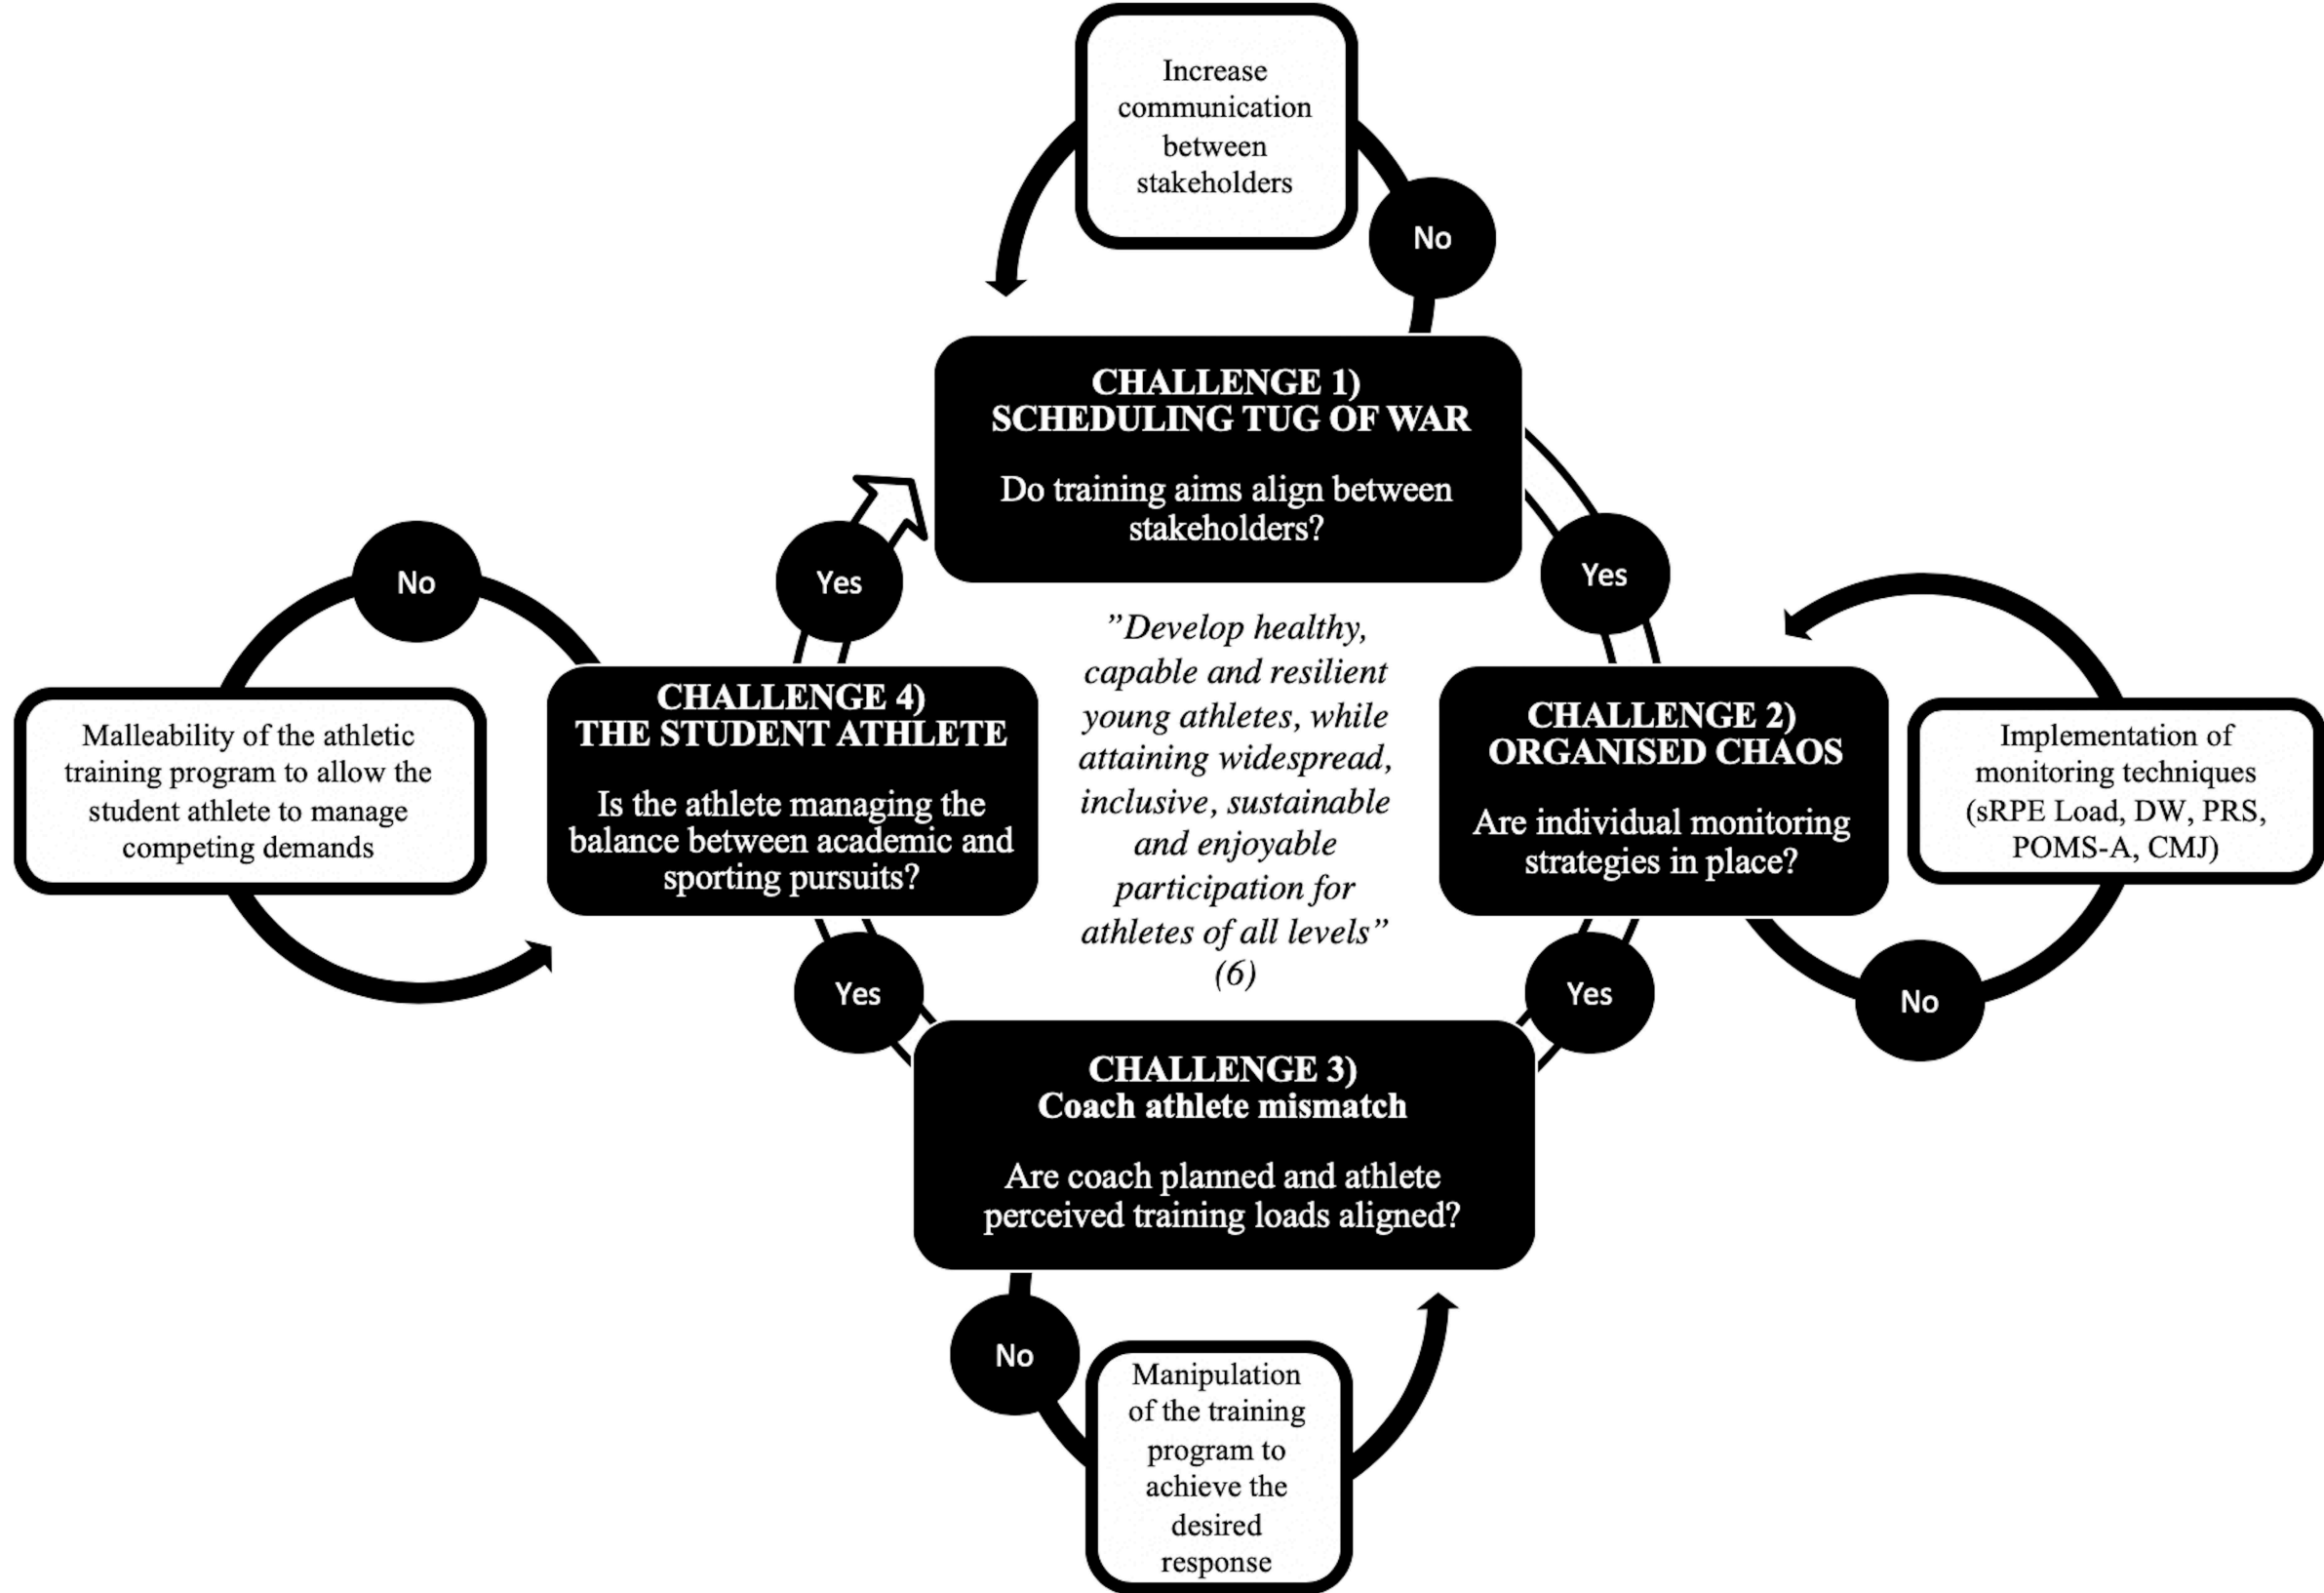 Increase
communication
between
stakeholders
No
CHALLENGE 1)
SCHEDULING TUG OF WAR
Do training aims align between
stakeholders?
Yes
CHALLENGE 2)
ORGANISED CHAOS
Are individual monitoring
strategies in place?
No
Implementation of
monitoring techniques
(sRPE Load, DW, PRS,
POMS-A, CMJ)
Yes
CHALLENGE 3)
Coach athlete mismatch
Are coach planned and athlete
perceived training loads aligned?
No
Manipulation
of the training
program to
achieve the
desired
response
Yes
CHALLENGE 4)
THE STUDENT ATHLETE
Is the athlete managing the
balance between academic and
sporting pursuits?
No
Malleability of the athletic
training program to allow the
student athlete to manage
competing demands
Yes
”Develop healthy,
capable and resilient
young athletes, while
attaining widespread,
inclusive, sustainable
and enjoyable
participation for
athletes of all levels”
(6)